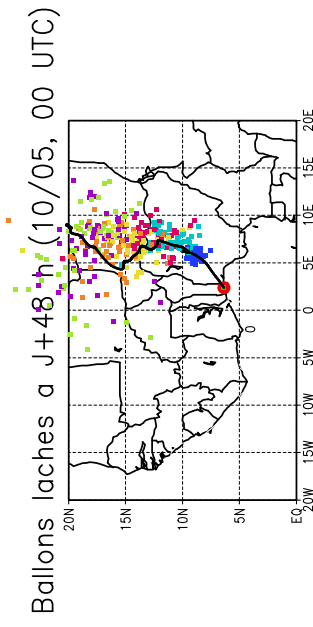 Ballons laches a J+48h (10/05, 00 UTC)
20N
15N
10N
5N
EQ
20W
15W
10W
5W
0
5E
10E
15E
20E
0